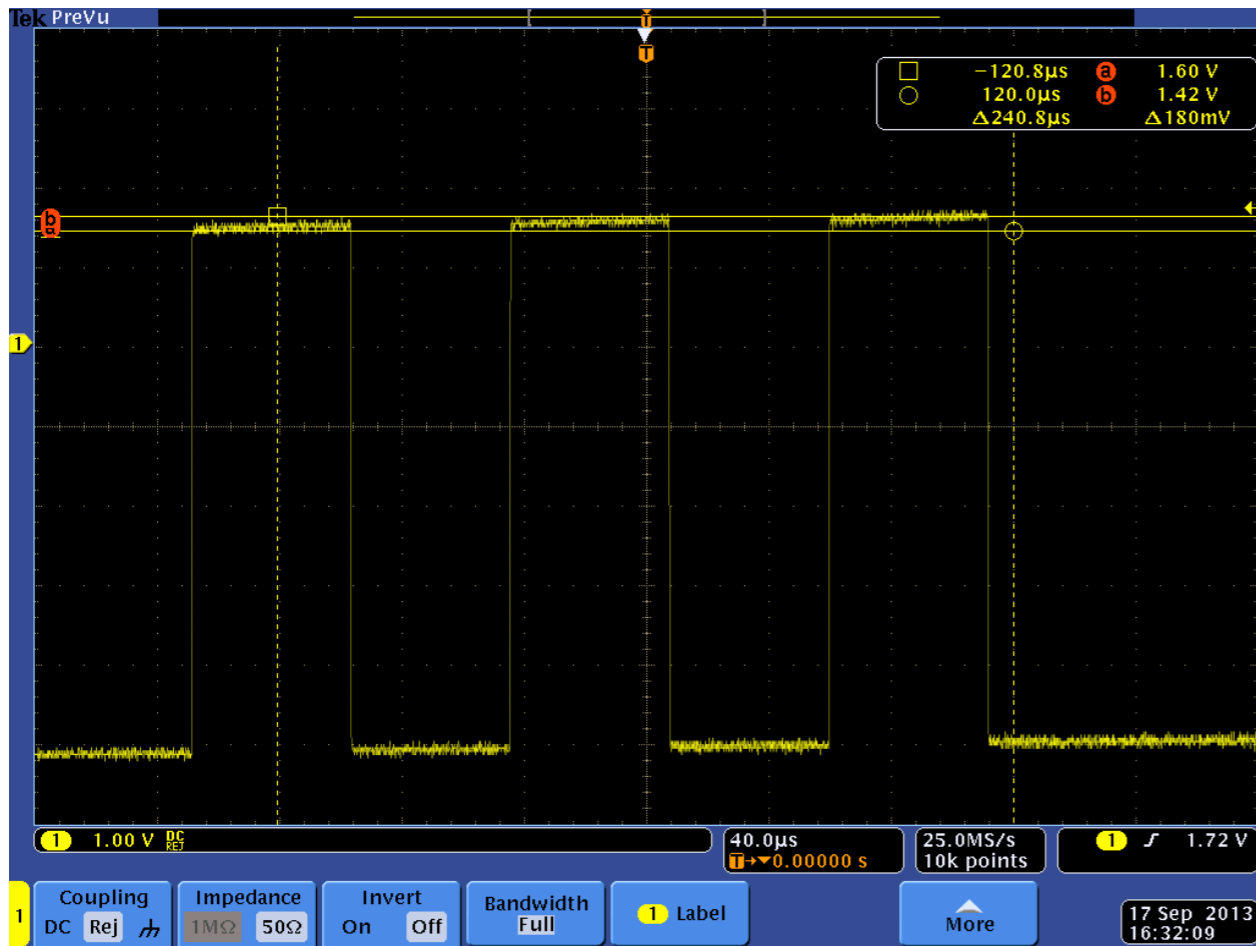 Tek PreVu
T
T
−120.8µs a 1.60 V
120.0µs b 1.42 V
Δ240.8µs Δ180mV
b
a
1
1 1.00 V DC REJ
40.0µs
T→▼0.00000 s
25.0MS/s
10k points
1 1.72 V
1
Coupling
DC Rej
Impedance
1MΩ 50Ω
Invert
On Off
Bandwidth
Full
1 Label
More
17 Sep 2013
16:32:09